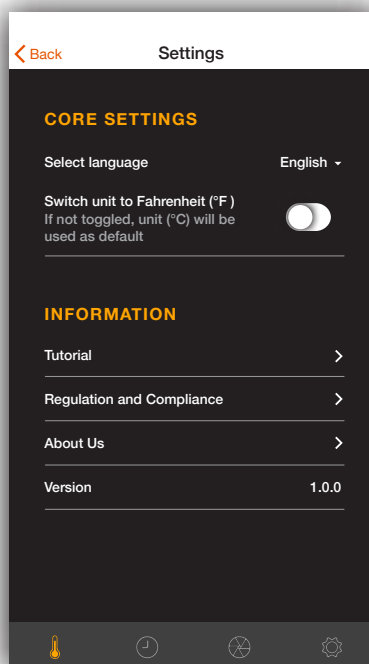 Back
Settings
CORE SETTINGS
Select language
English
Switch unit to Fahrenheit (°F )
If not toggled, unit (°C) will be
used as default
INFORMATION
Tutorial
Regulation and Compliance
About Us
Version
1.0.0